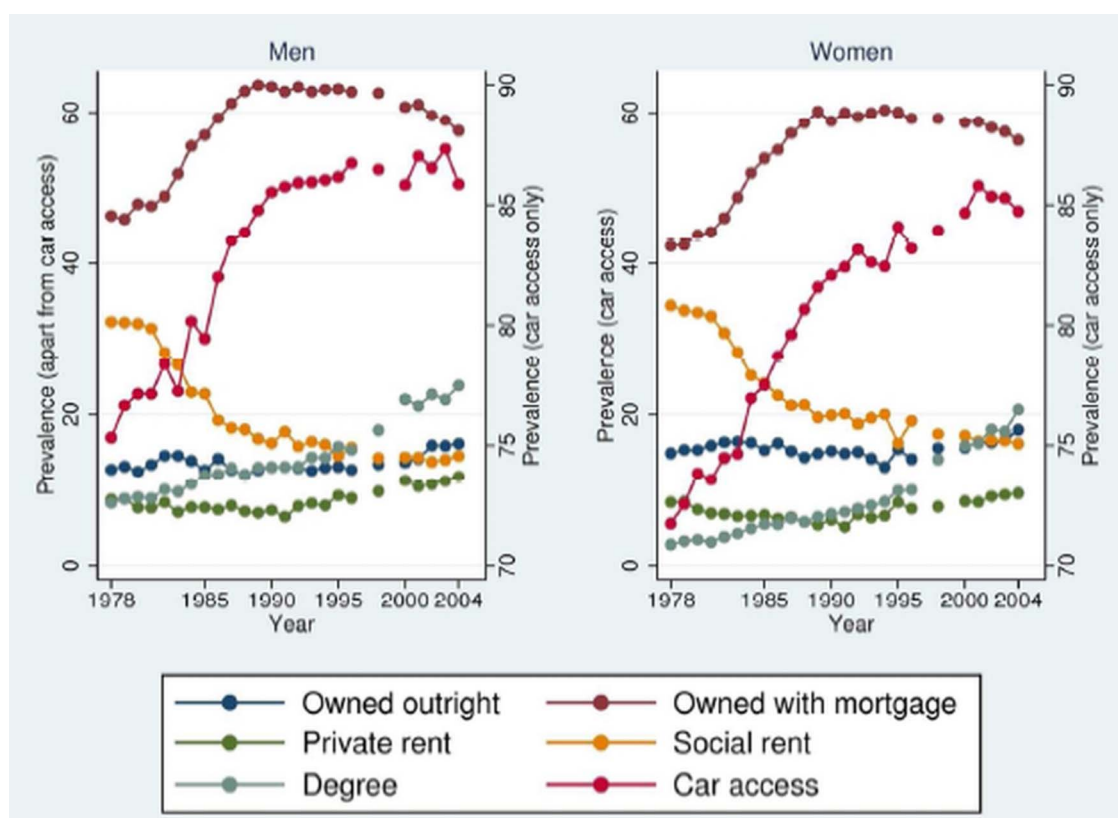 Men
Prevalence (apart from car access)
60
40
20
0
90
85
80
75
70
Prevalence (car access only)
1978 1985 1990 1995 2000 2004
Year
Women
Prevalence (car access)
60
40
20
0
90
85
80
75
70
Prevalence (car access only)
1978 1985 1990 1995 2000 2004
Year
Owned outright Owned with mortgage
Private rent Social rent
Degree Car access